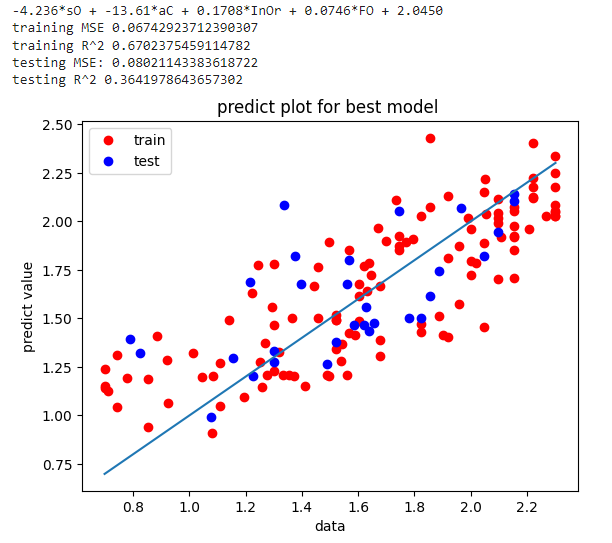 -4.236*sO + -13.61*aC + 0.1708*InOr + 0.0746*FO + 2.0450
training MSE 0.06742923712390307
training R^2 0.6702375459114782
testing MSE: 0.08021143383618722
testing R^2 0.3641978643657302
predict plot for best model
train
test
2.50
2.25
2.00
1.75
1.50
1.25
1.00
0.75
predict value
0.8 1.0 1.2 1.4 1.6 1.8 2.0 2.2
data